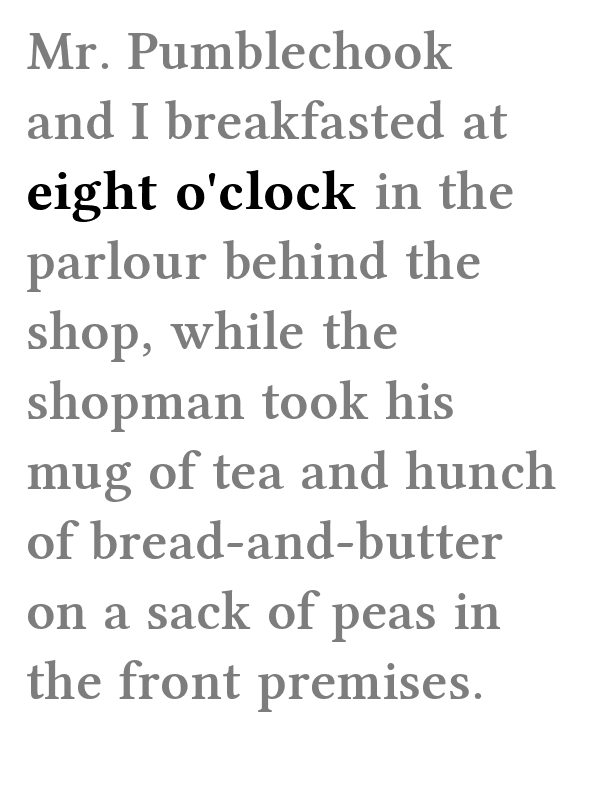 Mr. Pumblechook
and I breakfasted at
eight o'clock in the
parlour behind the
shop, while the
shopman took his
mug of tea and hunch
of bread-and-butter
on a sack of peas in
the front premises.